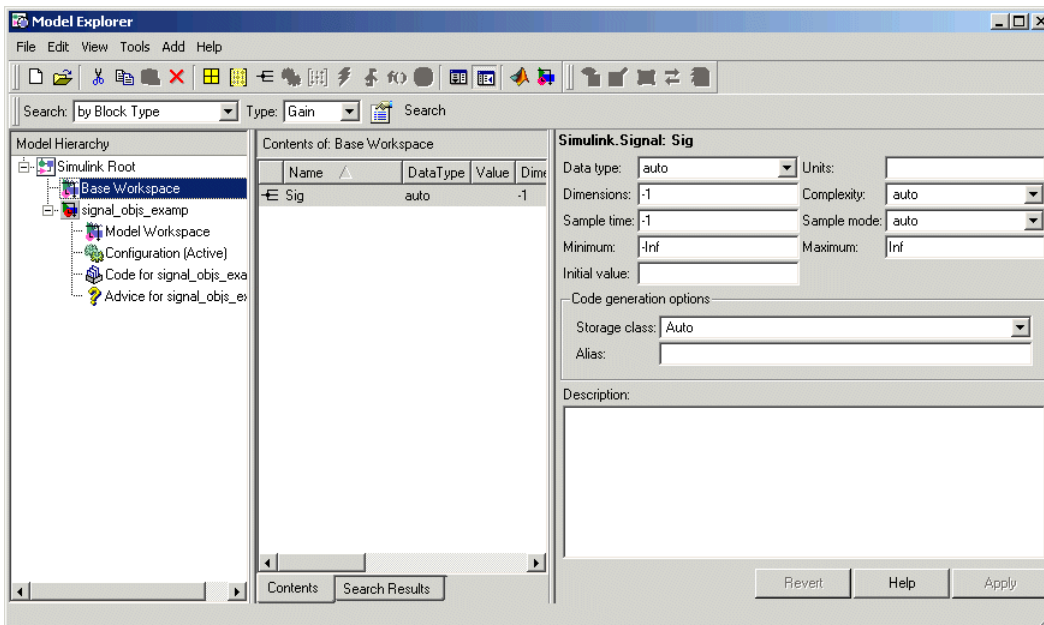 Model Explorer
File Edit View Tools Add Help
Search: by Block Type Type: Gain Search
Model Hierarchy
Simulink Root
Base Workspace
signal_objs_examp
Model Workspace
Configuration (Active)
Code for signal_objs_exa
Advice for signal_objs_e
Contents of: Base Workspace
Name DataType Value Dime
Sig auto -1
Contents Search Results
Simulink.Signal: Sig
Data type: auto Units:
Dimensions: -1 Complexity: auto
Sample time: -1 Sample mode: auto
Minimum: -Inf Maximum: Inf
Initial value:
Code generation options
Storage class: Auto
Alias:
Description:
Revert Help Apply